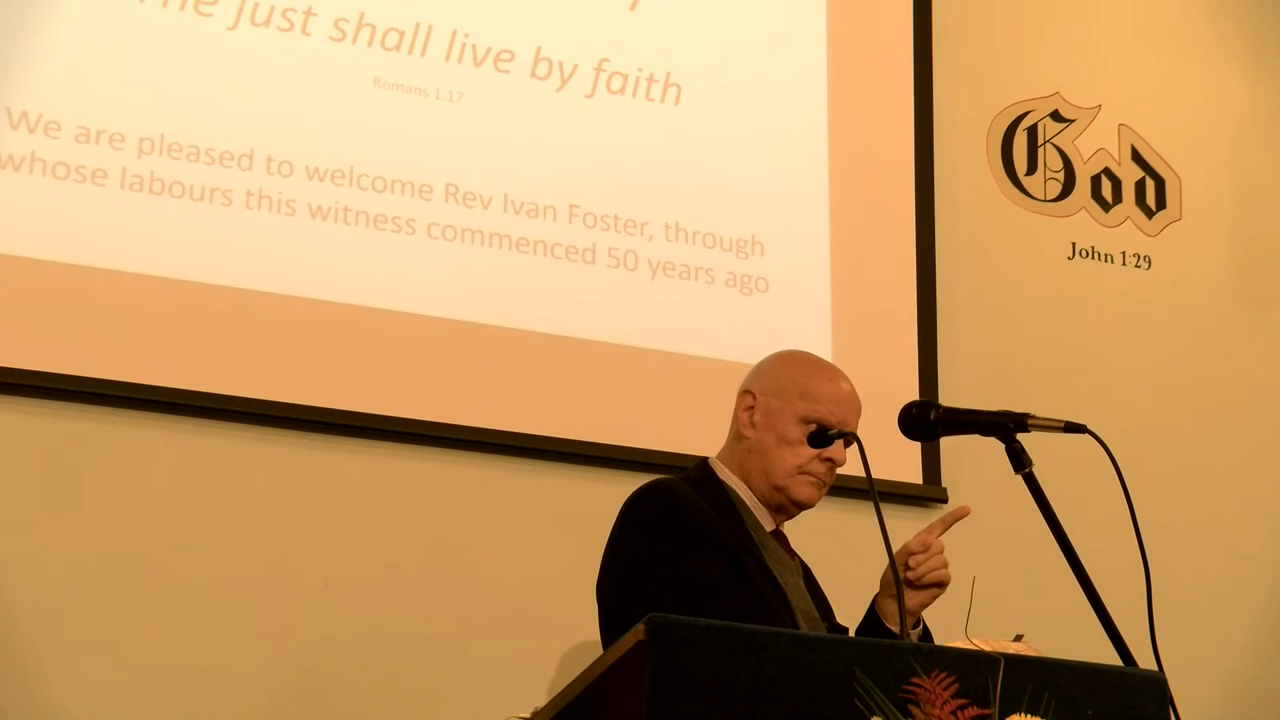 The just shall live by faith
Romans 1:17
We are pleased to welcome Rev Ivan Foster, through
whose labours this witness commenced 50 years ago
God
John 1:29